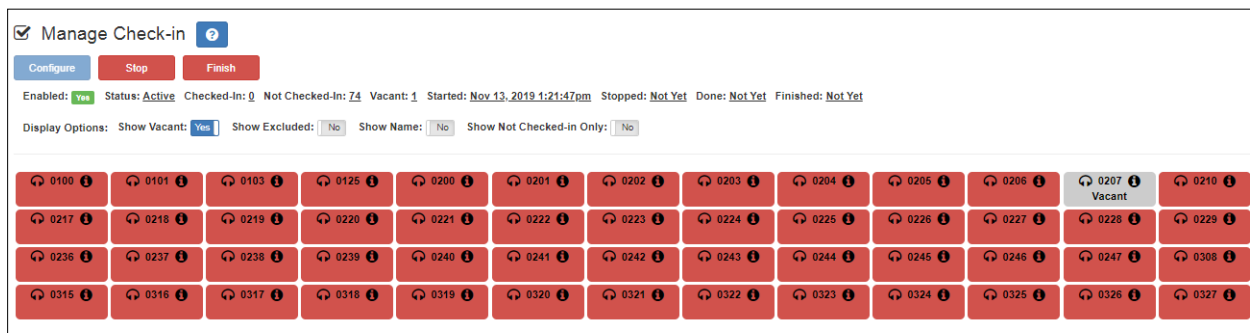 Manage Check-in
Configure Stop Finish
Enabled: Yes Status: Active Checked-In: 0 Not Checked-In: 74 Vacant: 1 Started: Nov 13, 2019 1:21:47pm Stopped: Not Yet Done: Not Yet Finished: Not Yet
Display Options: Show Vacant: Yes Show Excluded: No Show Name: No Show Not Checked-in Only: No
0100 0101 0103 0125 0200 0201 0202 0203 0204 0205 0206 0207 0210
Vacant
0217 0218 0219 0220 0221 0222 0223 0224 0225 0226 0227 0228 0229
0236 0237 0238 0239 0240 0241 0242 0243 0244 0245 0246 0247 0308
0315 0316 0317 0318 0319 0320 0321 0322 0323 0324 0325 0326 0327